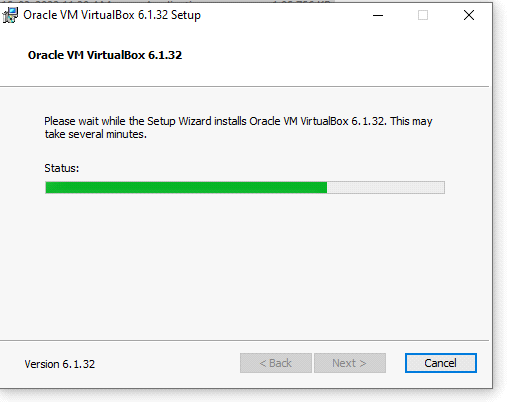 Oracle VM VirtualBox 6.1.32 Setup
Oracle VM VirtualBox 6.1.32
Please wait while the Setup Wizard installs Oracle VM VirtualBox 6.1.32. This may
take several minutes.
Status:
Version 6.1.32
< Back
Next >
Cancel